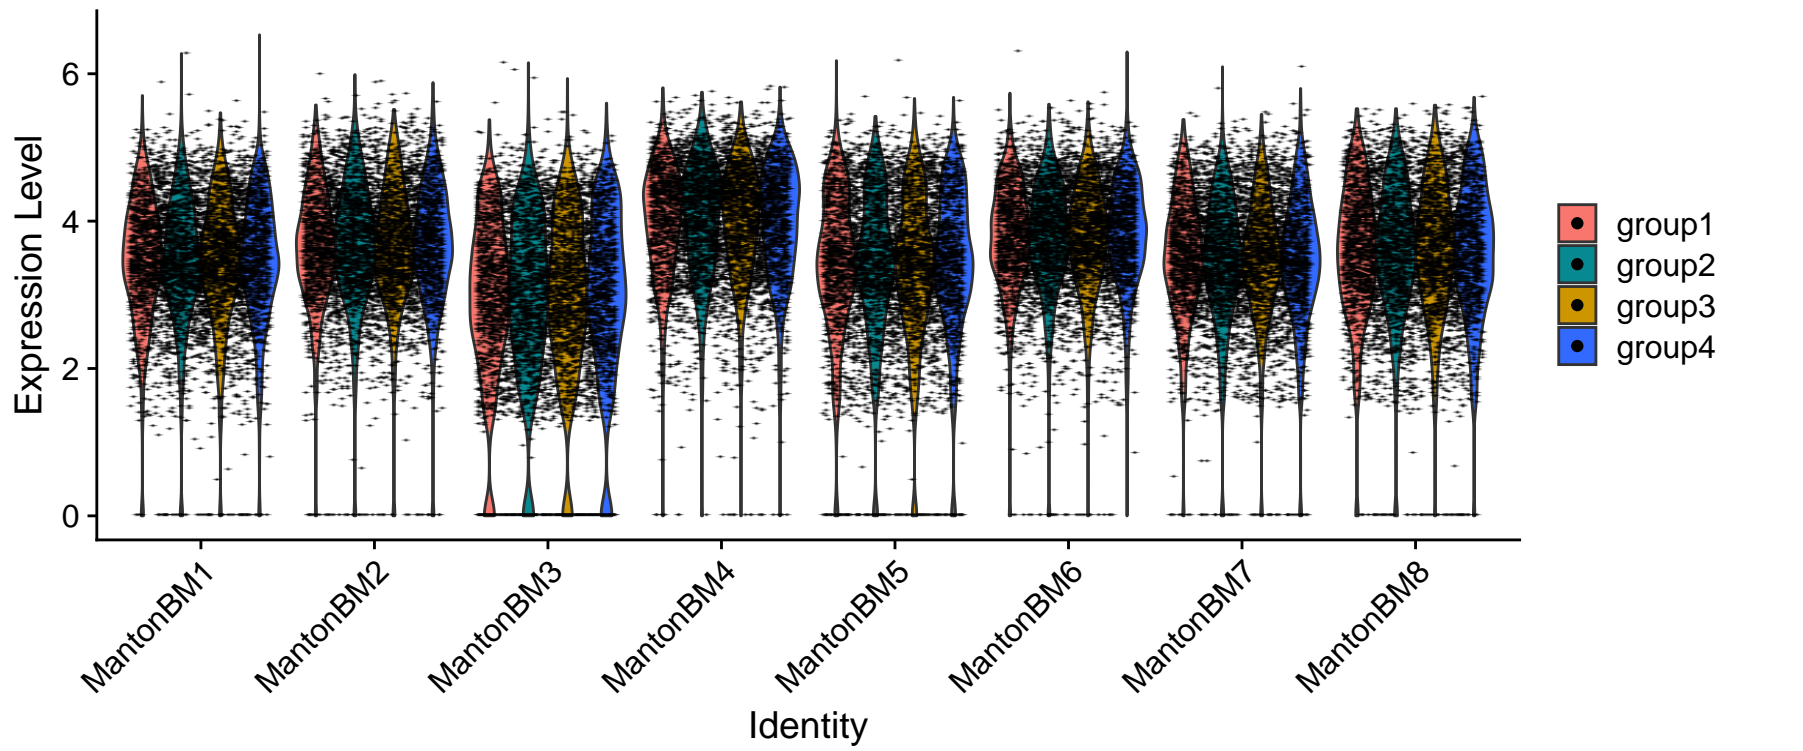 Expression Level
6
4
2
0
MantonBM1
MantonBM2
MantonBM3
MantonBM4
MantonBM5
MantonBM6
MantonBM7
MantonBM8
Identity
group1
group2
group3
group4